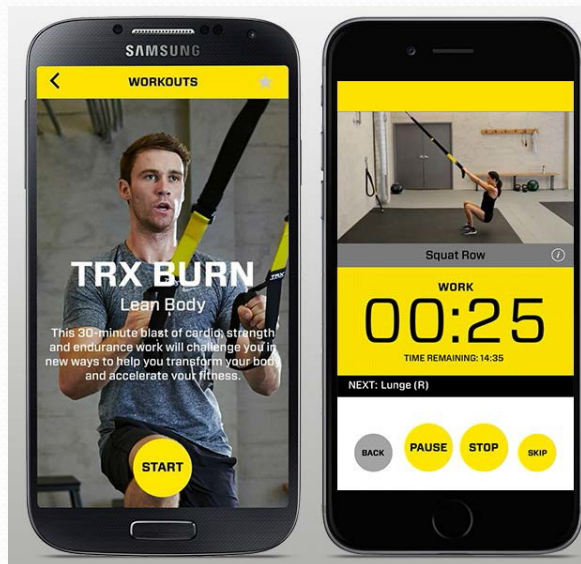 SAMSUNG
WORKOUTS
TRX
TRX BURN
Lean Body
This 30-minute blast of cardio, strength
and endurance work will challenge you in
new ways to help you transform your body
and accelerate your fitness.
START
Squat Row
i
WORK
00:25
TIME REMAINING: 14:35
NEXT: Lunge (R)
BACK
PAUSE
STOP
SKIP